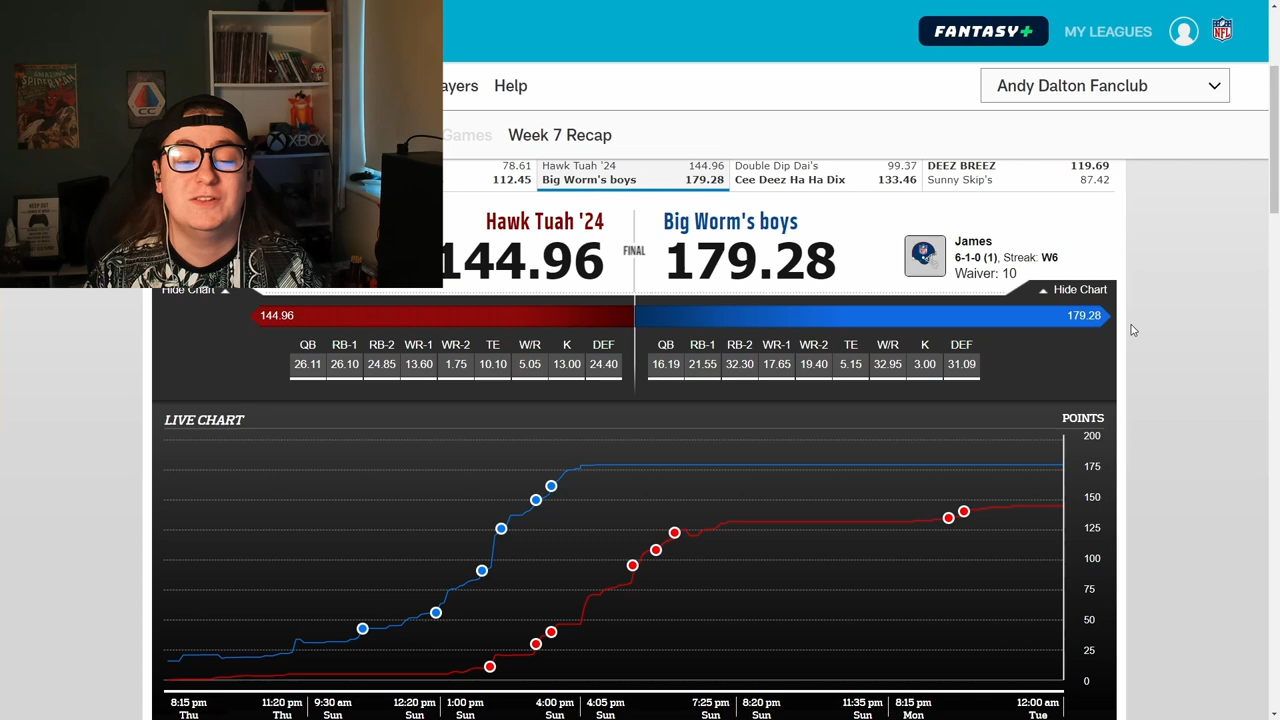 FANTASY+
MY LEAGUES
NFL
AMAZING
SPIDER-MAN
CC
XBOX
KEEP OUT
ayers Help
Andy Dalton Fanclub
Games Week 7 Recap
78.61 Hawk Tuah '24 144.96 Double Dip Dai's 99.37 DEEZ BREEZ 119.69
112.45 Big Worm's boys 179.28 Cee Deez Ha Ha Dix 133.46 Sunny Skip's 87.42
Hawk Tuah '24 Big Worm's boys
144.96 FINAL 179.28
James
6-1-0 (1), Streak: W6
Waiver: 10
Hide Chart Hide Chart
144.96 179.28
QB RB-1 RB-2 WR-1 WR-2 TE W/R K DEF QB RB-1 RB-2 WR-1 WR-2 TE W/R K DEF
26.11 26.10 24.85 13.60 1.75 10.10 5.05 13.00 24.40 16.19 21.55 32.30 17.65 19.40 5.15 32.95 3.00 31.09
LIVE CHART POINTS
200
175
150
125
100
75
50
25
0
8:15 pm 11:20 pm 9:30 am 12:20 pm 1:00 pm 4:00 pm 4:05 pm 7:25 pm 8:20 pm 11:35 pm 8:15 pm 12:00 am
Thu Thu Sun Sun Sun Sun Sun Sun Sun Sun Mon Tue